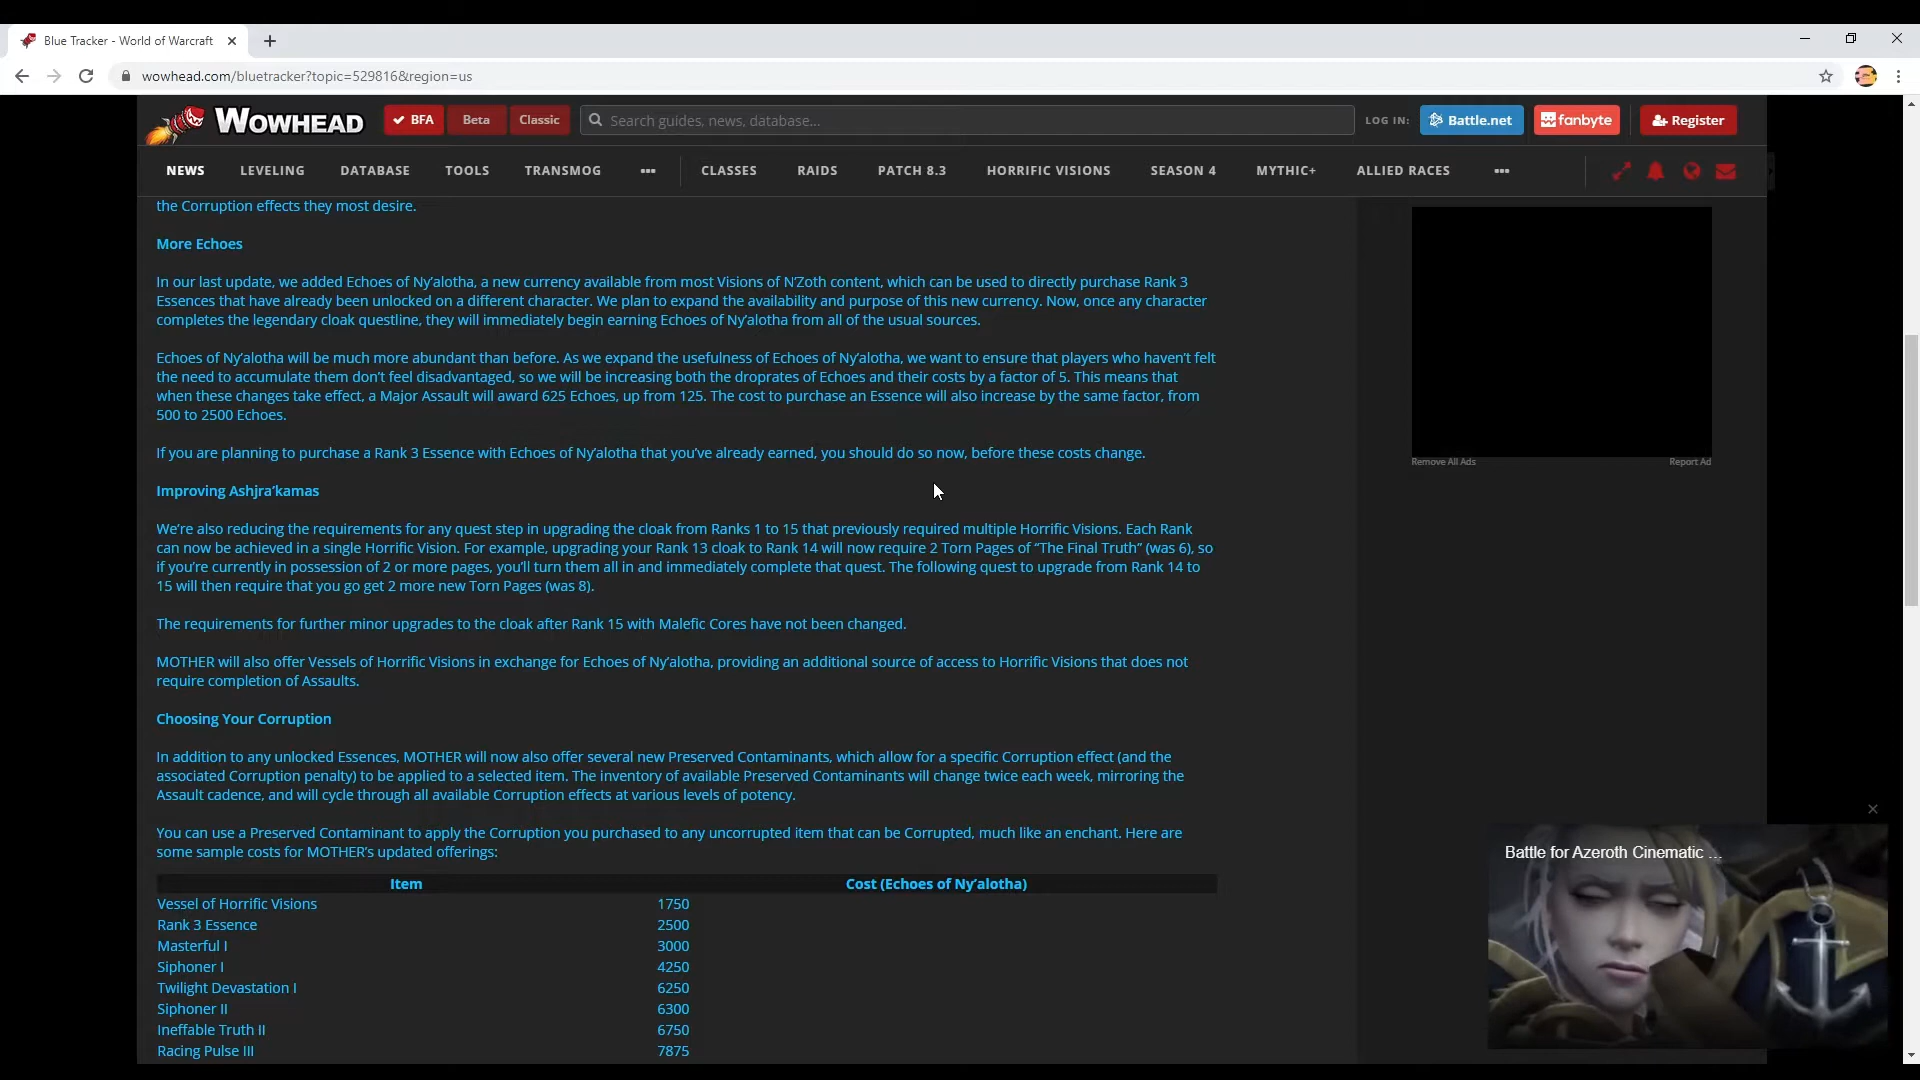 Blue Tracker - World of Warcraft
wowhead.com/bluetracker?topic=529816&region=us
WOWHEAD
BFA
Beta
Classic
Search guides, news, database...
LOG IN:
Battle.net
fanbyte
Register
NEWS
LEVELING
DATABASE
TOOLS
TRANSMOG
CLASSES
RAIDS
PATCH 8.3
HORRIFIC VISIONS
SEASON 4
MYTHIC+
ALLIED RACES
the Corruption effects they most desire.
More Echoes
In our last update, we added Echoes of Ny’alotha, a new currency available from most Visions of N’Zoth content, which can be used to directly purchase Rank 3
Essences that have already been unlocked on a different character. We plan to expand the availability and purpose of this new currency. Now, once any character
completes the legendary cloak questline, they will immediately begin earning Echoes of Ny’alotha from all of the usual sources.
Echoes of Ny’alotha will be much more abundant than before. As we expand the usefulness of Echoes of Ny’alotha, we want to ensure that players who haven’t felt
the need to accumulate them don’t feel disadvantaged, so we will be increasing both the droprates of Echoes and their costs by a factor of 5. This means that
when these changes take effect, a Major Assault will award 625 Echoes, up from 125. The cost to purchase an Essence will also increase by the same factor, from
500 to 2500 Echoes.
If you are planning to purchase a Rank 3 Essence with Echoes of Ny’alotha that you’ve already earned, you should do so now, before these costs change.
Improving Ashjra’kamas
We’re also reducing the requirements for any quest step in upgrading the cloak from Ranks 1 to 15 that previously required multiple Horrific Visions. Each Rank
can now be achieved in a single Horrific Vision. For example, upgrading your Rank 13 cloak to Rank 14 will now require 2 Torn Pages of “The Final Truth” (was 6), so
if you’re currently in possession of 2 or more pages, you’ll turn them all in and immediately complete that quest. The following quest to upgrade from Rank 14 to
15 will then require that you go get 2 more new Torn Pages (was 8).
The requirements for further minor upgrades to the cloak after Rank 15 with Malefic Cores have not been changed.
MOTHER will also offer Vessels of Horrific Visions in exchange for Echoes of Ny’alotha, providing an additional source of access to Horrific Visions that does not
require completion of Assaults.
Choosing Your Corruption
In addition to any unlocked Essences, MOTHER will now also offer several new Preserved Contaminants, which allow for a specific Corruption effect (and the
associated Corruption penalty) to be applied to a selected item. The inventory of available Preserved Contaminants will change twice each week, mirroring the
Assault cadence, and will cycle through all available Corruption effects at various levels of potency.
You can use a Preserved Contaminant to apply the Corruption you purchased to any uncorrupted item that can be Corrupted, much like an enchant. Here are
some sample costs for MOTHER’s updated offerings:
Item Cost (Echoes of Ny’alotha)
Vessel of Horrific Visions 1750
Rank 3 Essence 2500
Masterful I 3000
Siphoner I 4250
Twilight Devastation I 6250
Siphoner II 6300
Ineffable Truth II 6750
Racing Pulse III 7875
Remove All Ads
Report Ad
Battle for Azeroth Cinematic ...